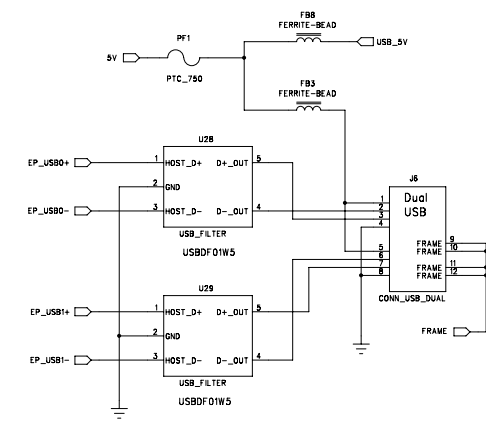 FB8
FERRITE-BEAD
PF1
USB_5V
5V
PTC_750
FB3
FERRITE-BEAD
U28
EP_USB0+ 1 HOST_D+ D+_OUT 5
2 GND
EP_USB0- 3 HOST_D- D-_OUT 4
USB_FILTER
USBDF01W5
J6
Dual
USB
1
2
3
4
5
6
7
8
FRAME 9
FRAME 10
FRAME 11
FRAME 12
CONN_USB_DUAL
FRAME
U29
EP_USB1+ 1 HOST_D+ D+_OUT 5
2 GND
EP_USB1- 3 HOST_D- D-_OUT 4
USB_FILTER
USBDF01W5